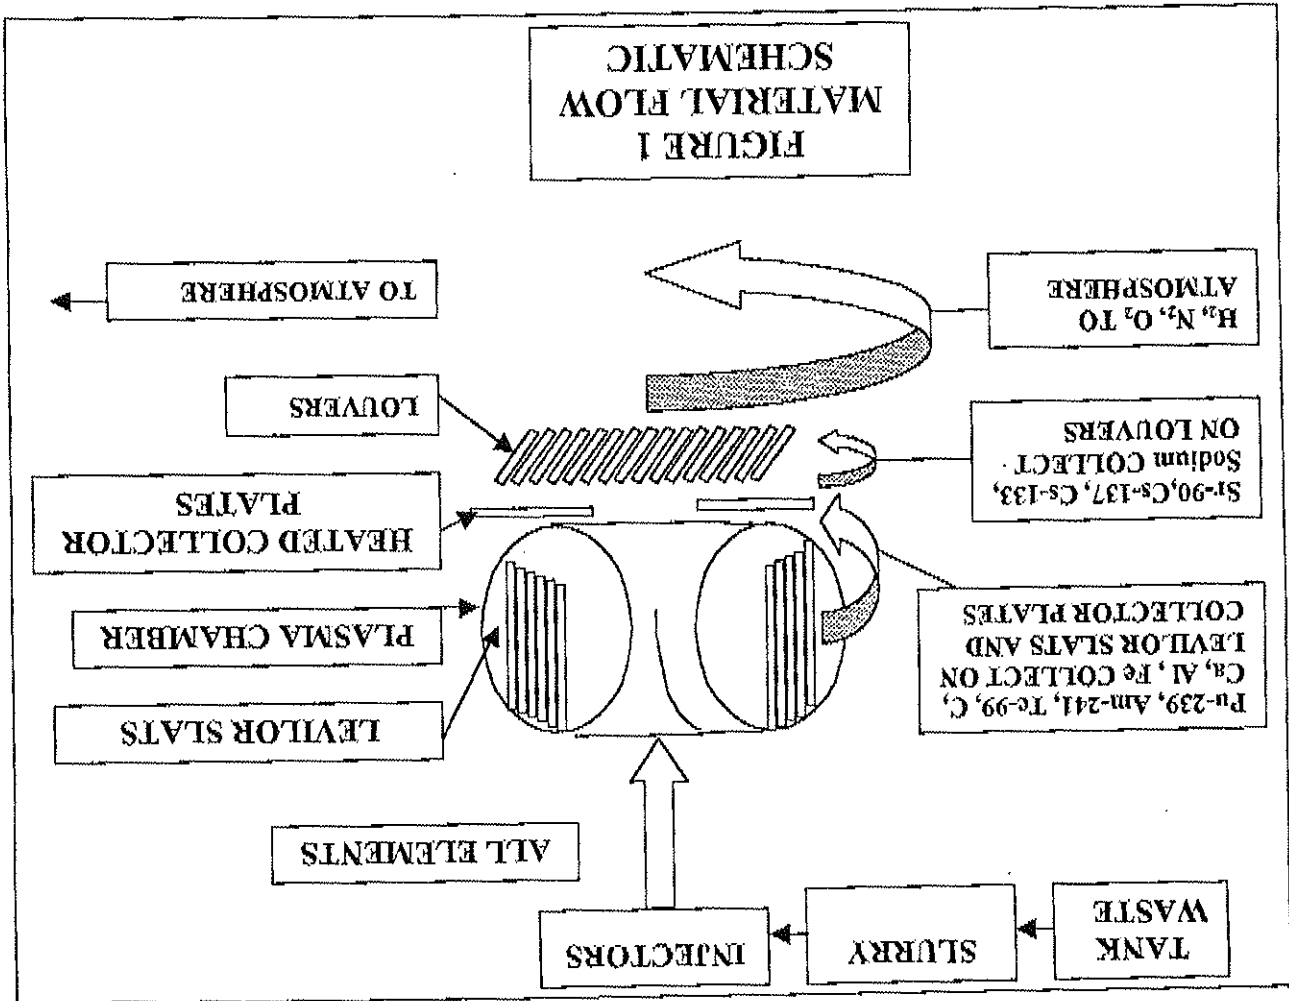 TANK
WASTE
SLURRY
INJECTORS
ALL ELEMENTS
Pu-239, Am-241, Tc-99, C,
Ca, Al, Fe COLLECT ON
LEVILOR SLATS AND
COLLECTOR PLATES
LEVILOR SLATS
PLASMA CHAMBER
HEATED COLLECTOR
PLATES
Sr-90,Cs-137, Cs-133,
Sodium COLLECT
ON LOUVERS
LOUVERS
H₂, N₂, O₂ TO
ATMOSPHERE
TO ATMOSPHERE
FIGURE 1
MATERIAL FLOW
SCHEMATIC